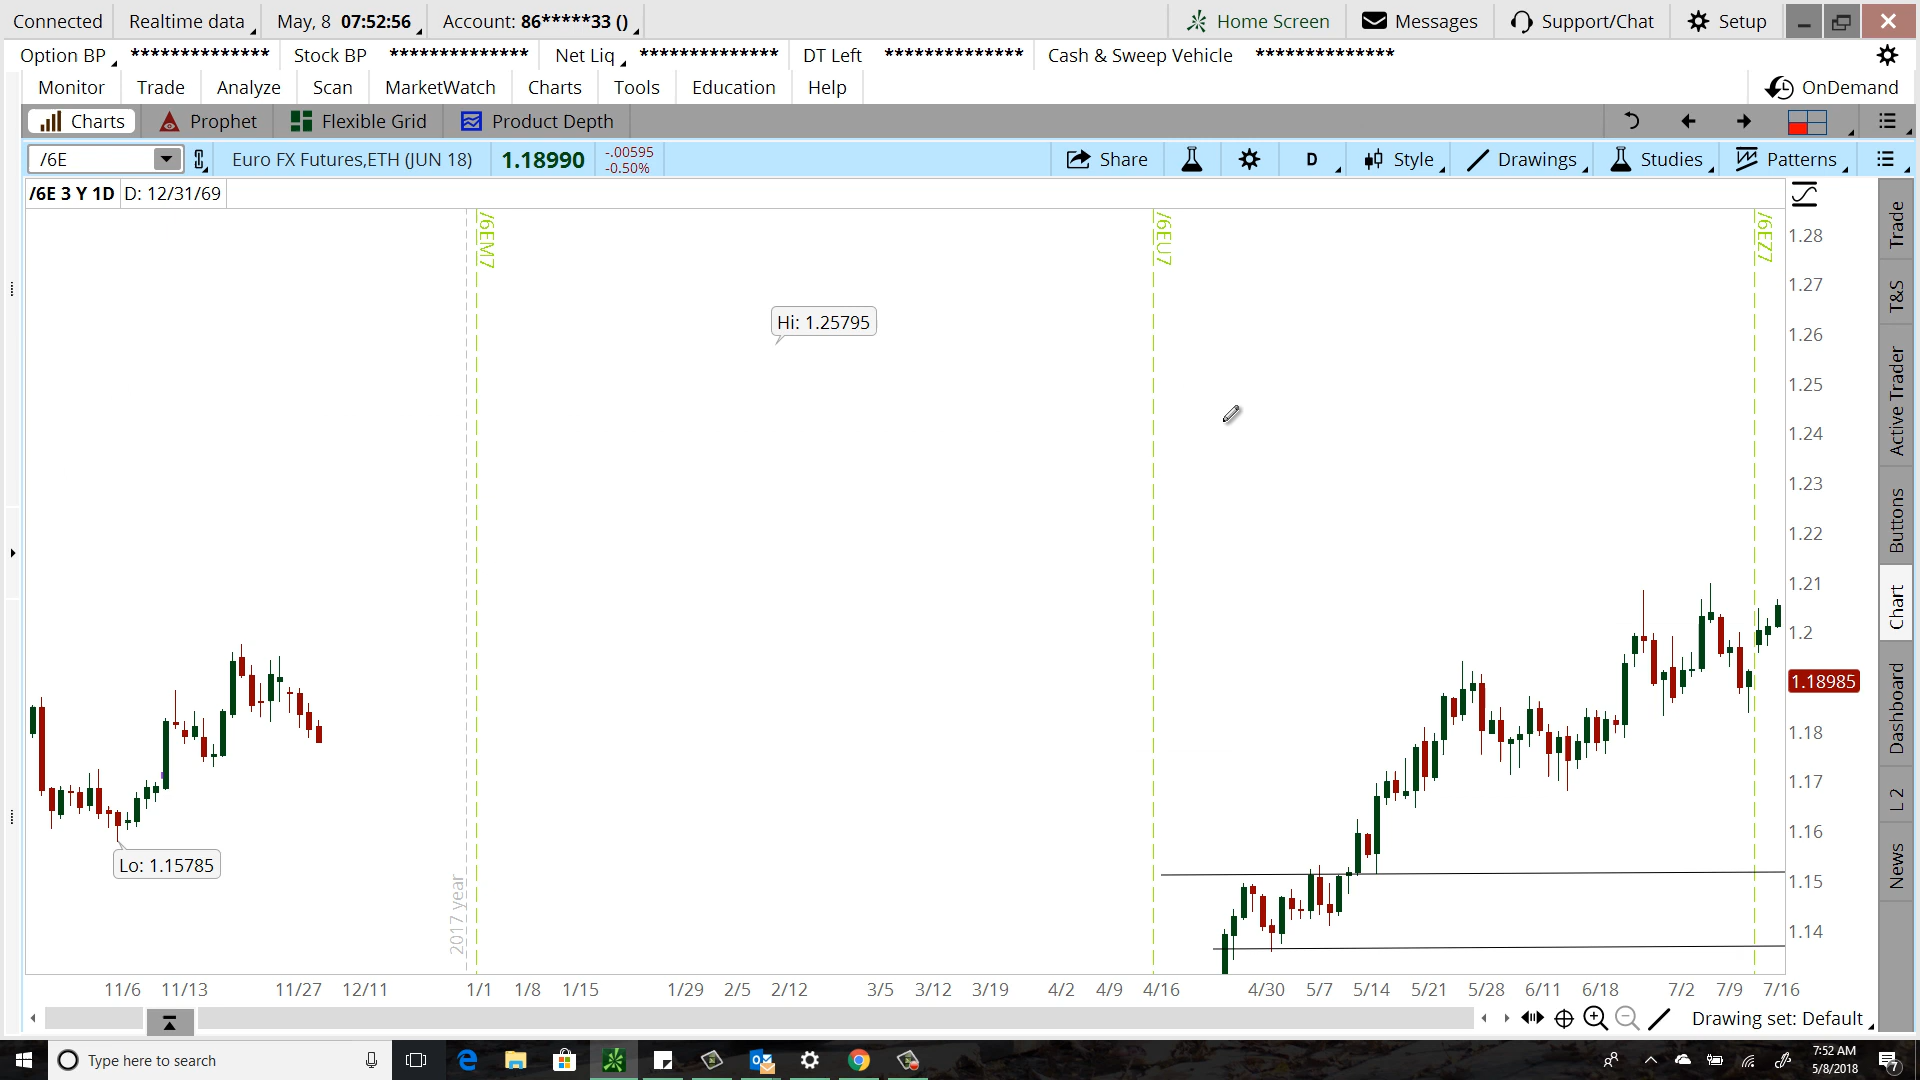 Connected Realtime data May, 8 07:52:56 Account: 86*****33 () Home Screen Messages Support/Chat Setup
Option BP ************** Stock BP ************** Net Liq ************** DT Left ************** Cash & Sweep Vehicle **************
Monitor Trade Analyze Scan MarketWatch Charts Tools Education Help OnDemand
Charts Prophet Flexible Grid Product Depth
/6E Euro FX Futures,ETH (JUN 18) 1.18990 -.00595 -0.50% Share D Style Drawings Studies Patterns
/6E 3 Y 1D D: 12/31/69
/6EM7
/6EU7
/6EZ7
Hi: 1.25795
Lo: 1.15785
2017 year
1.28
1.27
1.26
1.25
1.24
1.23
1.22
1.21
1.2
1.18985
1.18
1.17
1.16
1.15
1.14
Trade
T&S
Active Trader
Buttons
Chart
Dashboard
L 2
News
11/6 11/13 11/27 12/11 1/1 1/8 1/15 1/29 2/5 2/12 3/5 3/12 3/19 4/2 4/9 4/16 4/30 5/7 5/14 5/21 5/28 6/11 6/18 7/2 7/9 7/16
Drawing set: Default
Type here to search
7:52 AM
5/8/2018
7